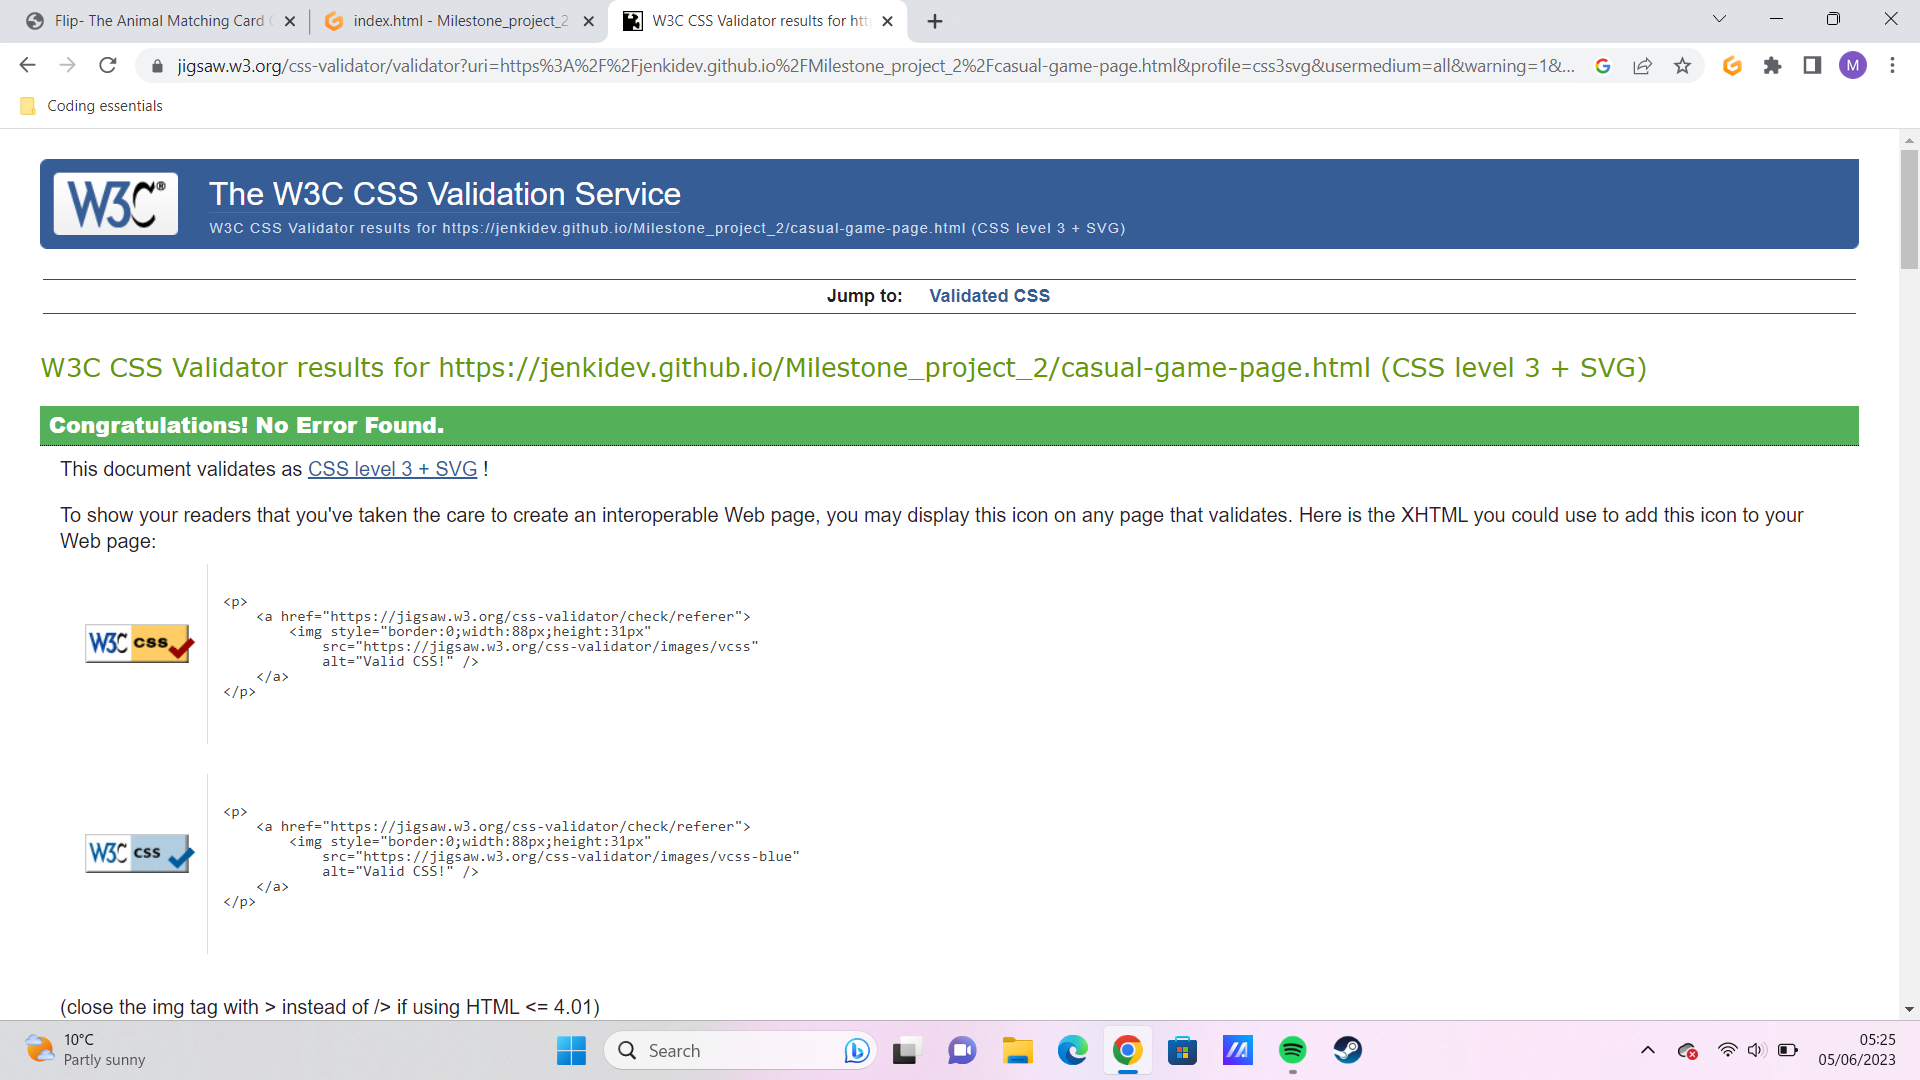 Flip- The Animal Matching Card
index.html - Milestone_project_2
W3C CSS Validator results for htt
jigsaw.w3.org/css-validator/validator?uri=https%3A%2F%2Fjenkidev.github.io%2FMilestone_project_2%2Fcasual-game-page.html&profile=css3svg&usermedium=all&warning=1&...
M
Coding essentials
W3C®
The W3C CSS Validation Service
W3C CSS Validator results for https://jenkidev.github.io/Milestone_project_2/casual-game-page.html (CSS level 3 + SVG)
Jump to: Validated CSS
W3C CSS Validator results for https://jenkidev.github.io/Milestone_project_2/casual-game-page.html (CSS level 3 + SVG)
Congratulations! No Error Found.
This document validates as CSS level 3 + SVG !
To show your readers that you've taken the care to create an interoperable Web page, you may display this icon on any page that validates. Here is the XHTML you could use to add this icon to your
Web page:
<p>
<a href="https://jigsaw.w3.org/css-validator/check/referer">
<img style="border:0;width:88px;height:31px"
src="https://jigsaw.w3.org/css-validator/images/vcss"
alt="Valid CSS!" />
</a>
</p>
W3C css
<p>
<a href="https://jigsaw.w3.org/css-validator/check/referer">
<img style="border:0;width:88px;height:31px"
src="https://jigsaw.w3.org/css-validator/images/vcss-blue"
alt="Valid CSS!" />
</a>
</p>
W3C css
(close the img tag with > instead of /> if using HTML <= 4.01)
10°C
Partly sunny
Search
05:25
05/06/2023